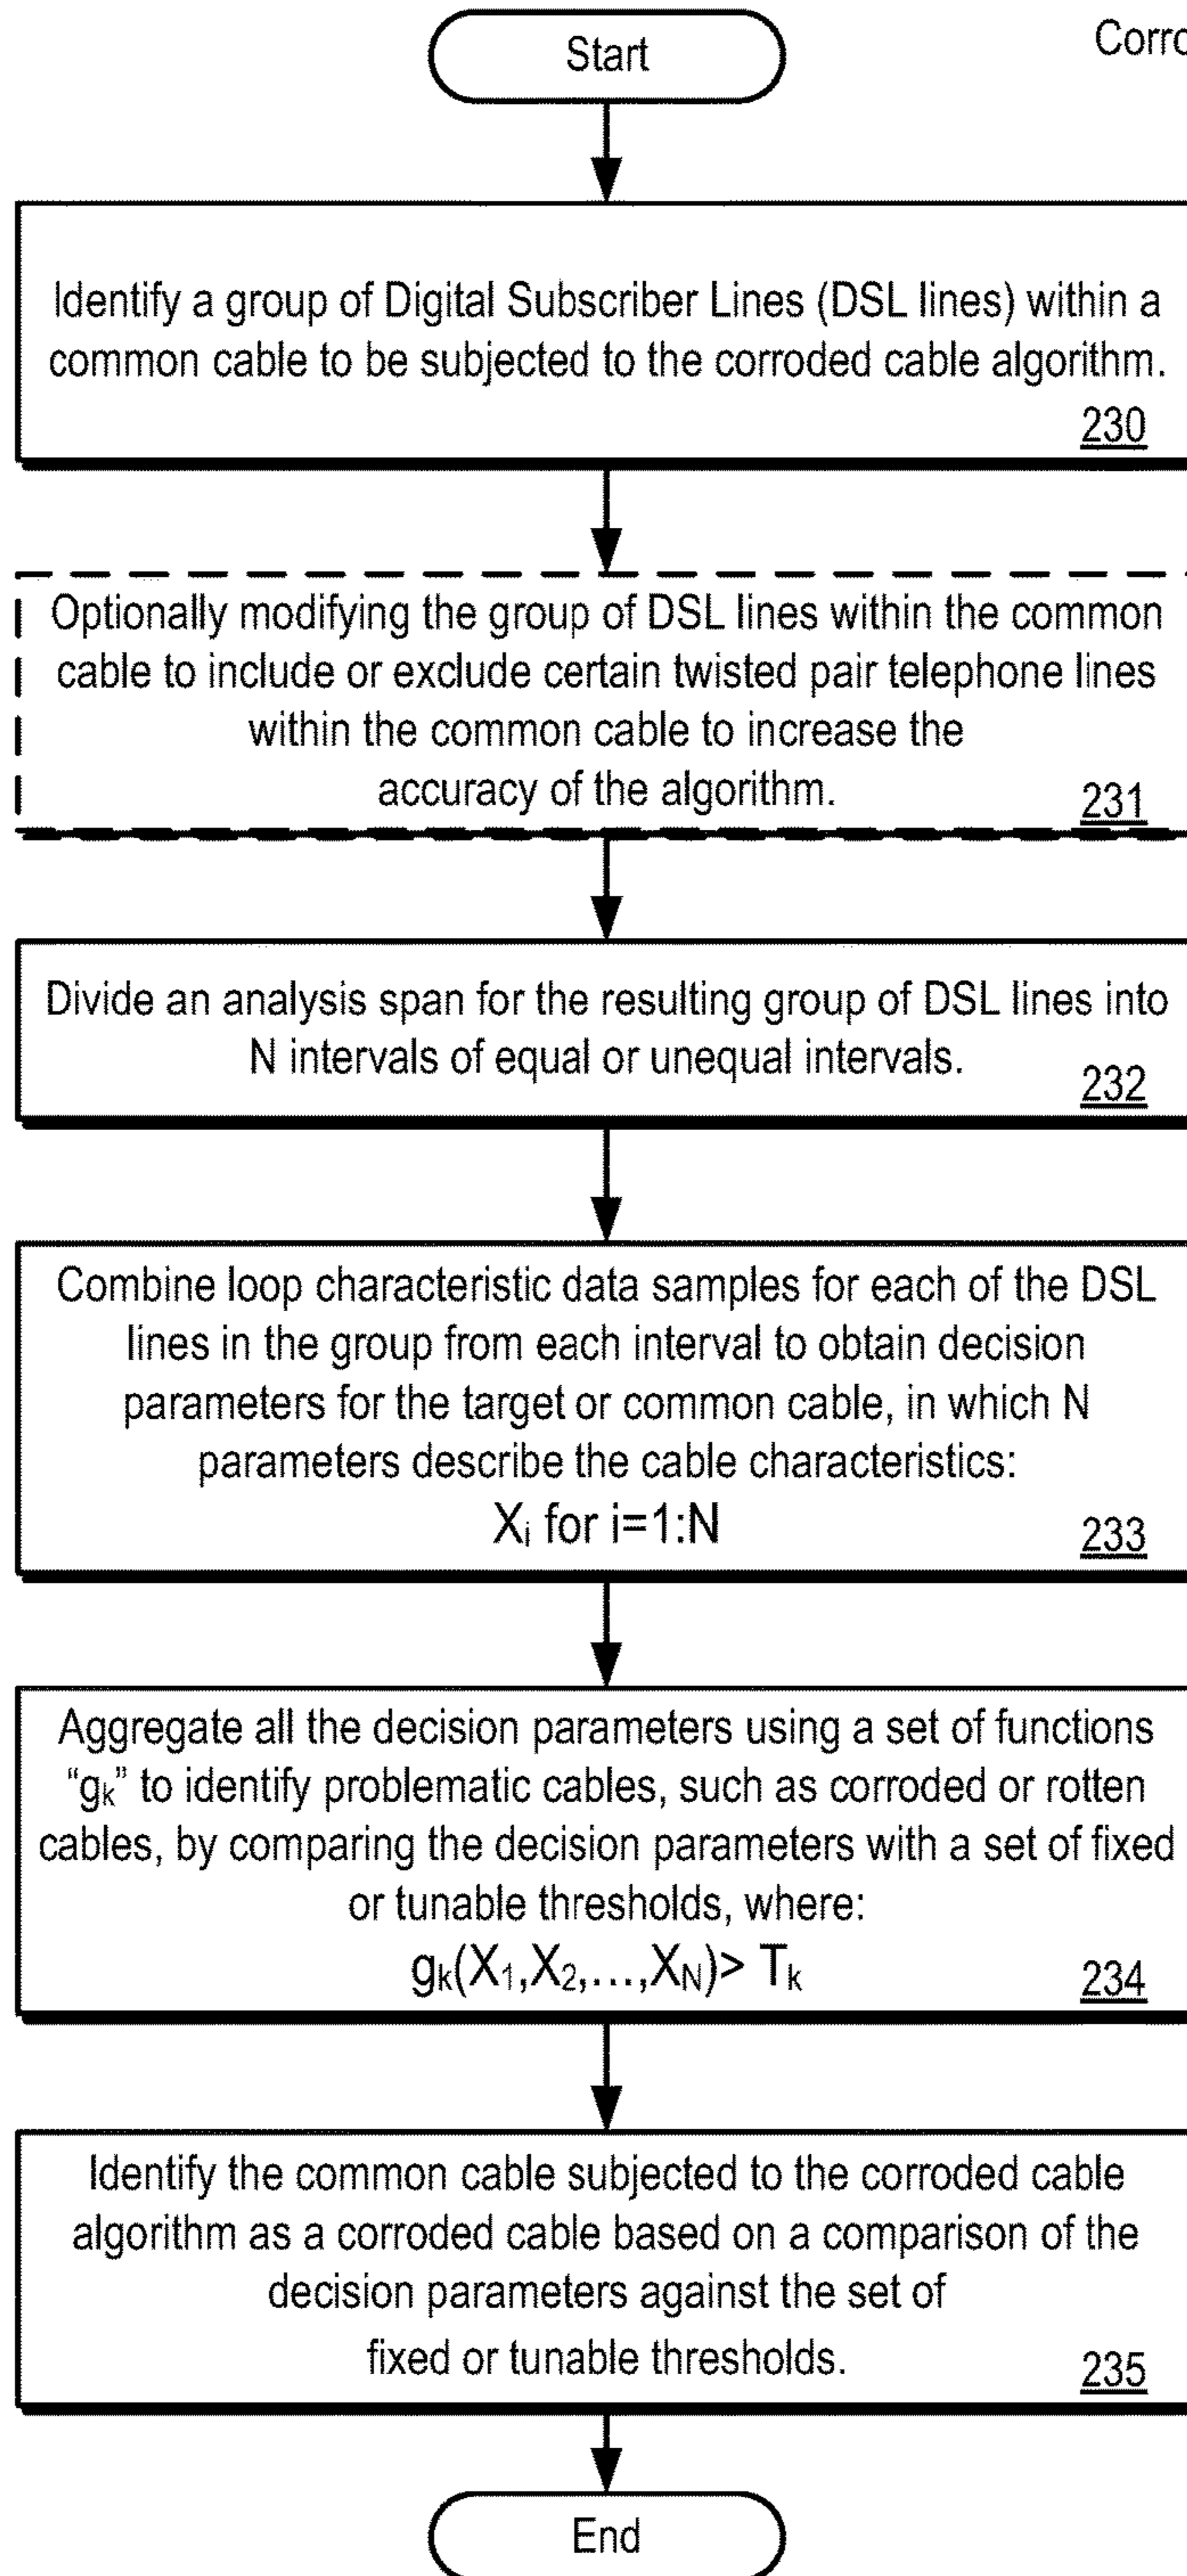 Start
Corro
Identify a group of Digital Subscriber Lines (DSL lines) within a
common cable to be subjected to the corroded cable algorithm.
230
Optionally modifying the group of DSL lines within the common
cable to include or exclude certain twisted pair telephone lines
within the common cable to increase the
accuracy of the algorithm.
231
Divide an analysis span for the resulting group of DSL lines into
N intervals of equal or unequal intervals.
232
Combine loop characteristic data samples for each of the DSL
lines in the group from each interval to obtain decision
parameters for the target or common cable, in which N
parameters describe the cable characteristics:
Xᵢ for i=1:N
233
Aggregate all the decision parameters using a set of functions
“gₖ” to identify problematic cables, such as corroded or rotten
cables, by comparing the decision parameters with a set of fixed
or tunable thresholds, where:
gₖ(X₁,X₂,...,X_N)> Tₖ
234
Identify the common cable subjected to the corroded cable
algorithm as a corroded cable based on a comparison of the
decision parameters against the set of
fixed or tunable thresholds.
235
End